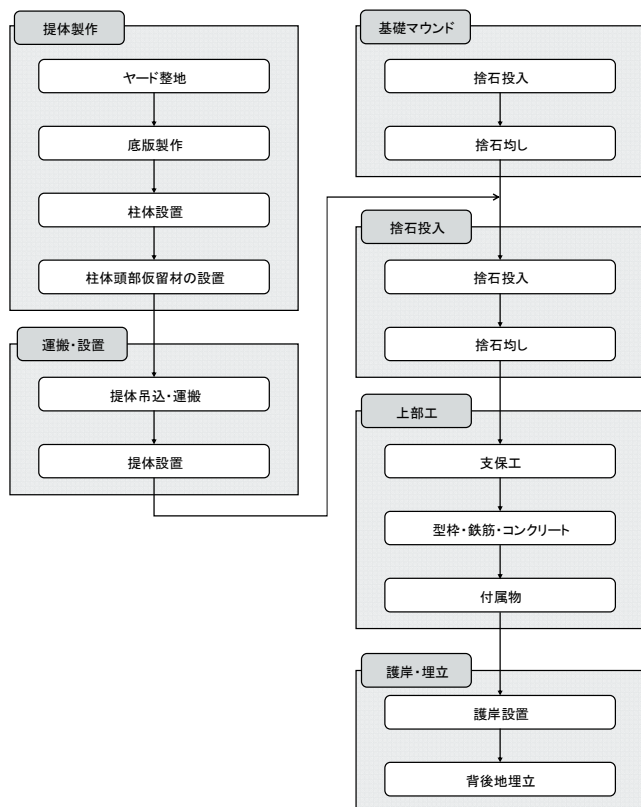 提体製作
ヤード整地
底版製作
柱体設置
柱体頭部仮留材の設置
運搬・設置
提体吊込・運搬
提体設置
基礎マウンド
捨石投入
捨石均し
捨石投入
捨石投入
捨石均し
上部工
支保工
型枠・鉄筋・コンクリート
付属物
護岸・埋立
護岸設置
背後地埋立